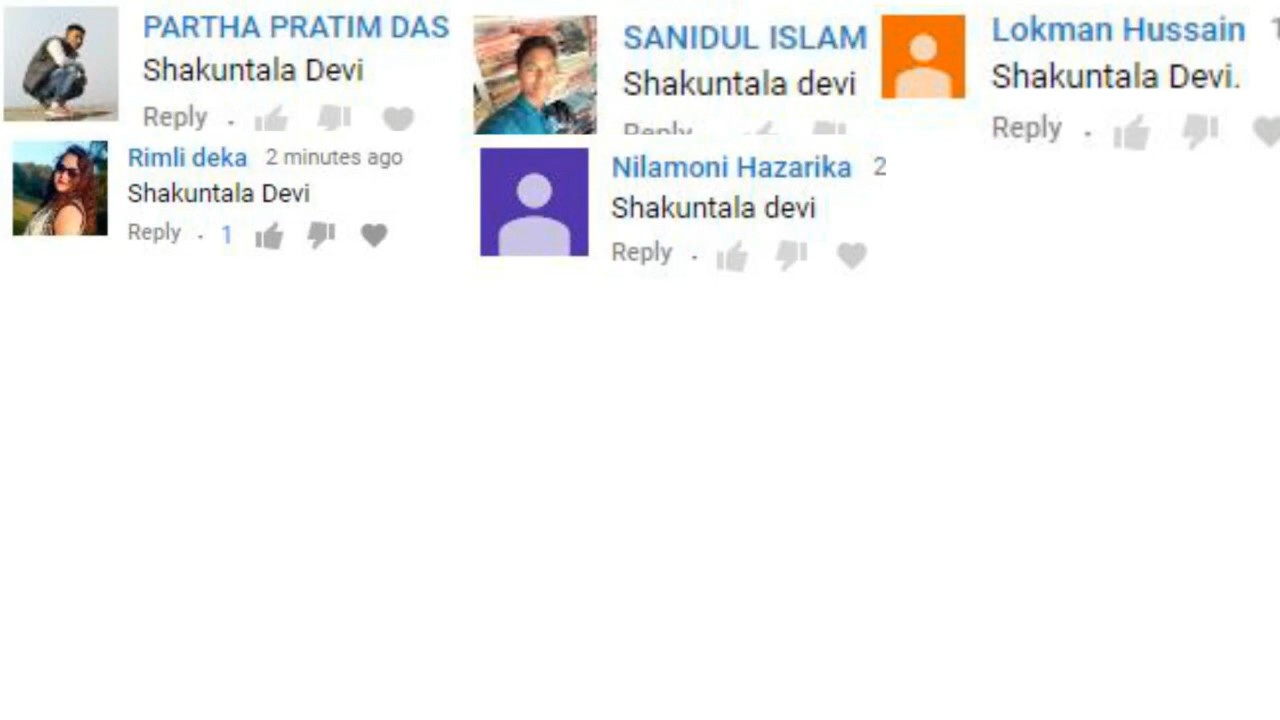 PARTHA PRATIM DAS
Shakuntala Devi
Reply .
SANIDUL ISLAM
Shakuntala devi
Reply
Lokman Hussain
Shakuntala Devi.
Reply .
Rimli deka 2 minutes ago
Shakuntala Devi
Reply . 1
Nilamoni Hazarika 2
Shakuntala devi
Reply .